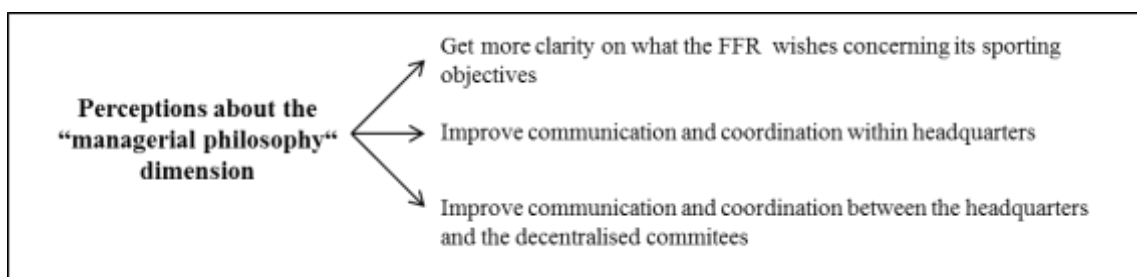 Get more clarity on what the FFR wishes concerning its sporting
objectives
Perceptions about the
“managerial philosophy“
dimension
Improve communication and coordination within headquarters
Improve communication and coordination between the headquarters
and the decentralised commitees